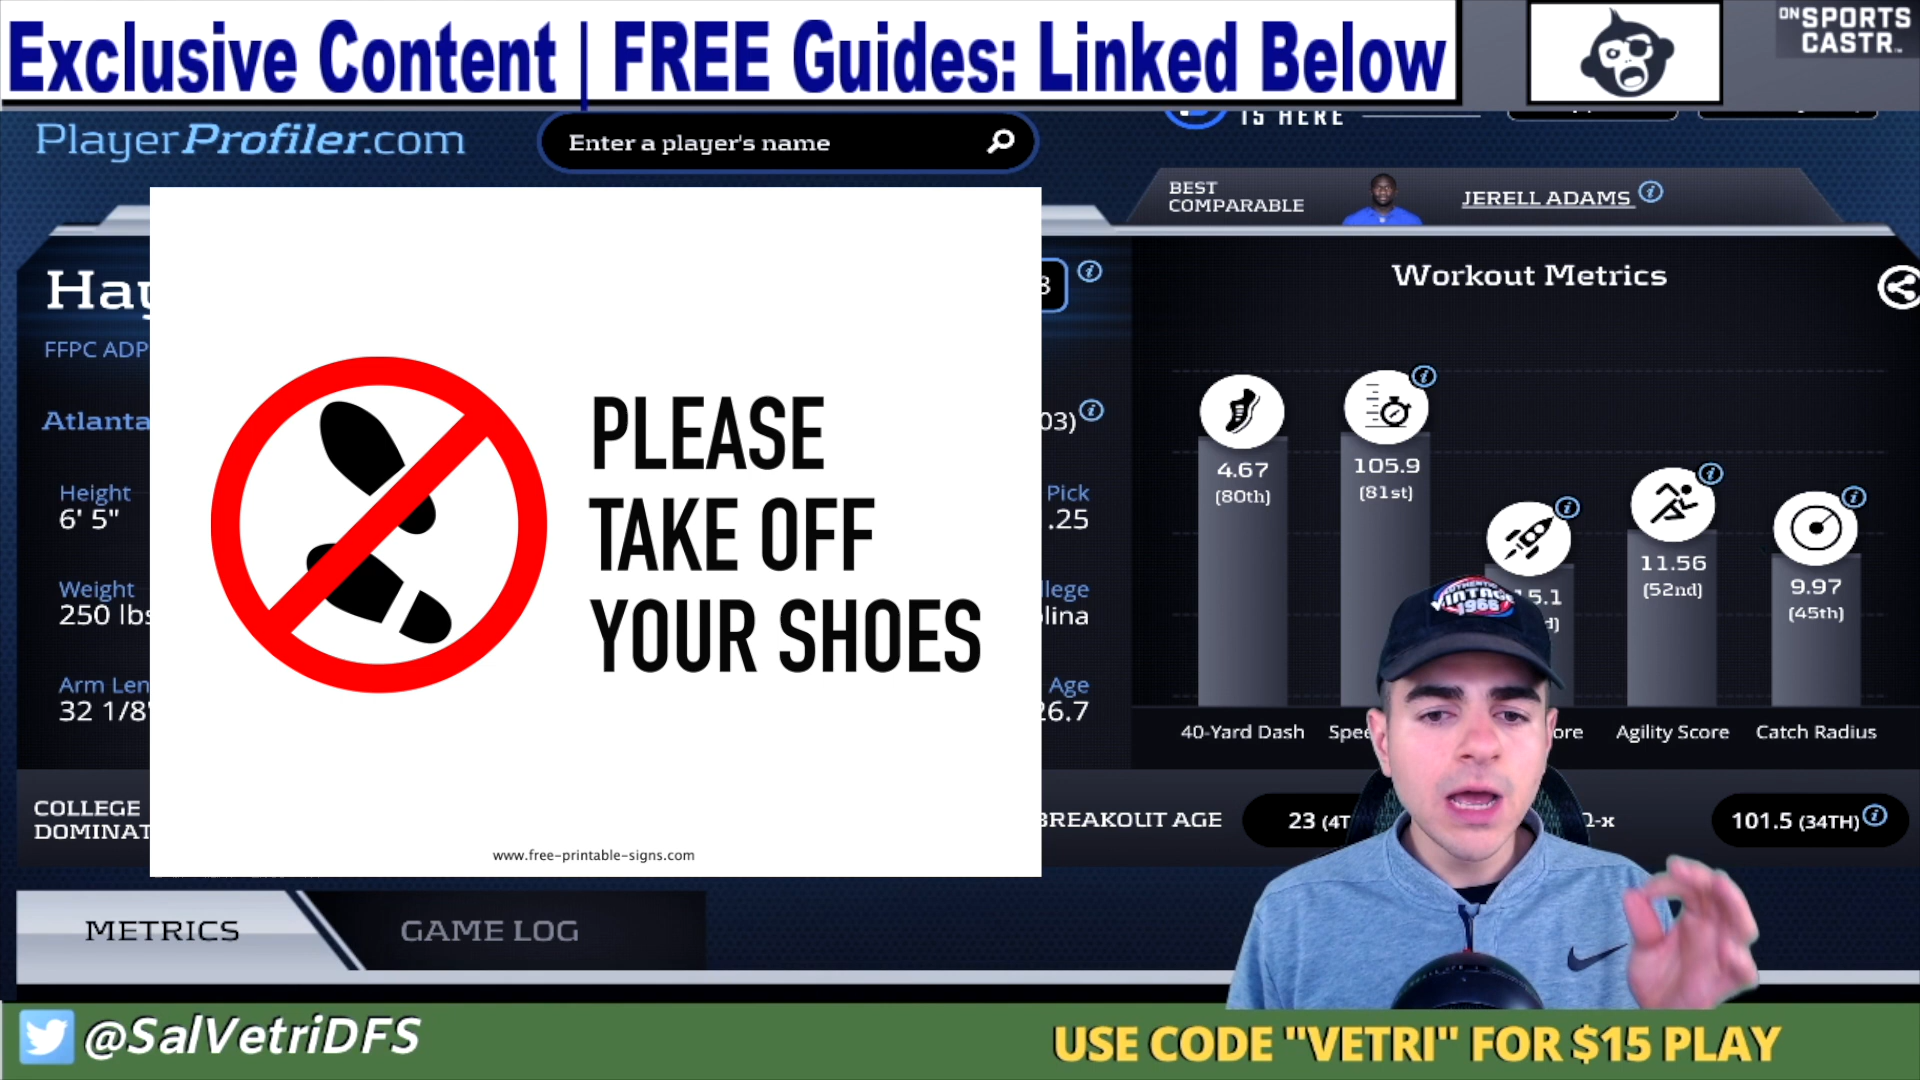 Exclusive Content | FREE Guides: Linked Below
ON SPORTS
CASTR
PlayerProfiler.com
Enter a player's name
IS HERE
BEST
COMPARABLE
JERELL ADAMS
Hay
FFPC ADP
Atlanta
Height
6' 5"
Weight
250 lbs
Arm Len
32 1/8"
COLLEGE
DOMINAT
PLEASE
TAKE OFF
YOUR SHOES
www.free-printable-signs.com
03)
Pick
.25
llege
lina
Age
26.7
BREAKOUT AGE
23 (4T
Q-x
101.5 (34TH)
Workout Metrics
4.67
(80th)
105.9
(81st)
15.1
11.56
(52nd)
9.97
(45th)
40-Yard Dash
Spee
ore
Agility Score
Catch Radius
AUTHENTIC
VINTAGE
1966
METRICS
GAME LOG
@SalVetriDFS
USE CODE "VETRI" FOR $15 PLAY